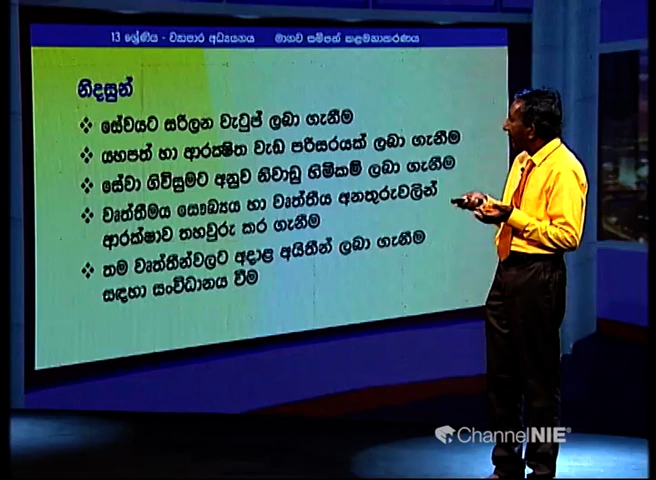 13 ශ්‍රේණිය - ව්‍යාපාර අධ්‍යයනය මානව සම්පත් කළමනාකරණය
නිදසුන්
❖ සේවයට සරිලන වැටුප් ලබා ගැනීම
❖ යහපත් හා ආරක්ෂිත වැඩ පරිසරයක් ලබා ගැනීම
❖ සේවා ගිවිසුමට අනුව නිවාඩු හිමිකම් ලබා ගැනීම
❖ වෘත්තීමය සෞඛ්‍යය හා වෘත්තීය අනතුරුවලින්
ආරක්ෂාව තහවුරු කර ගැනීම
❖ තම වෘත්තීන්වලට අදාළ අයිතීන් ලබා ගැනීම
සඳහා සංවිධානය වීම
ChannelNIE